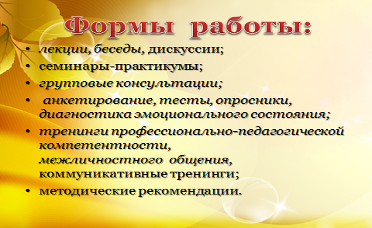 Формы работы:
• лекции, беседы, дискуссии;
• семинары-практикумы;
• групповые консультации;
• анкетирование, тесты, опросники,
диагностика эмоционального состояния;
• тренинги профессионально-педагогической
компетентности,
межличностного общения,
коммуникативные тренинги;
• методические рекомендации.